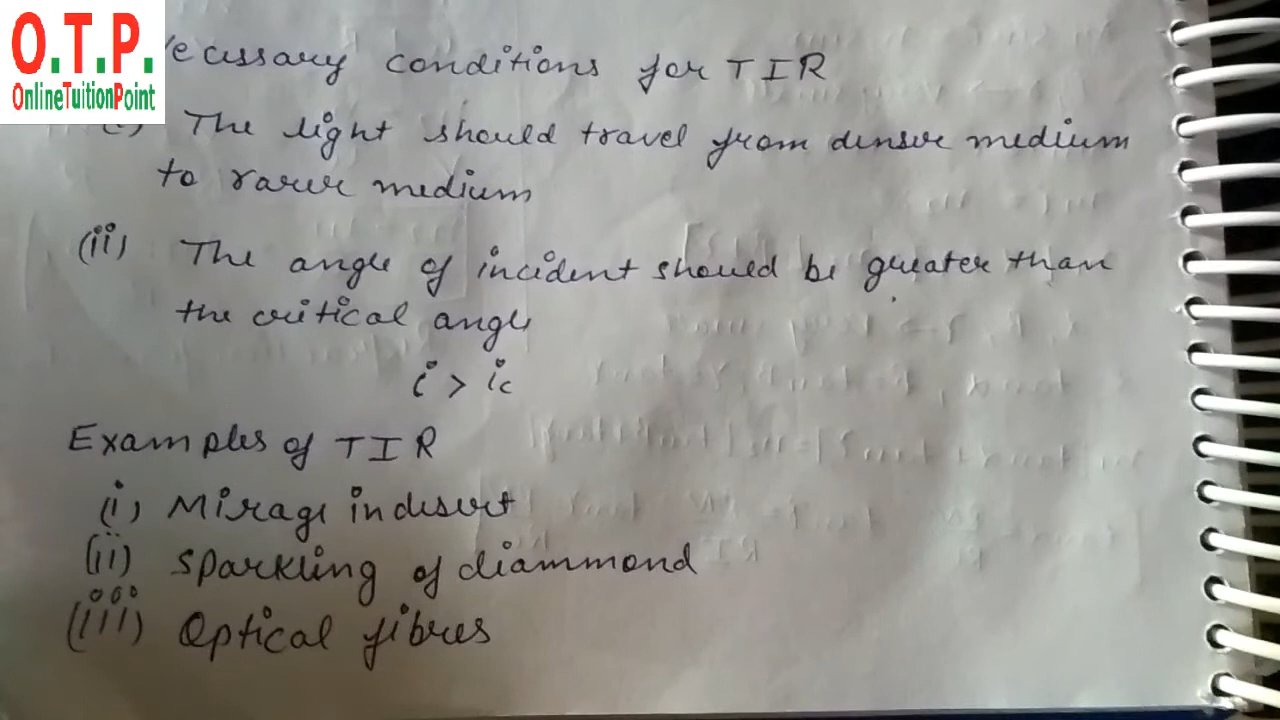 O.T.P.
OnlineTuitionPoint
ecessary conditions for TIR
(i) The light should travel from denser medium
to rarer medium
(ii) The angle of incident should be greater than
the critical angle
i > ic
Examples of TIR
(i) Mirage in desert
(ii) Sparkling of diammond
(iii) Optical fibres